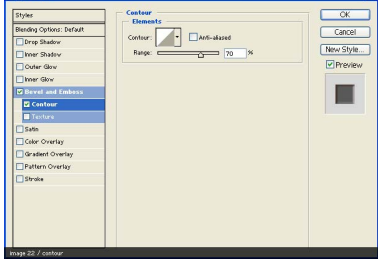 Styles
Blending Options: Default
Drop Shadow
Inner Shadow
Outer Glow
Inner Glow
Bevel and Emboss
Contour
Texture
Satin
Color Overlay
Gradient Overlay
Pattern Overlay
Stroke
Contour
Elements
Contour:
Anti-aliased
Range:
70 %
OK
Cancel
New Style...
Preview
image 22 / contour